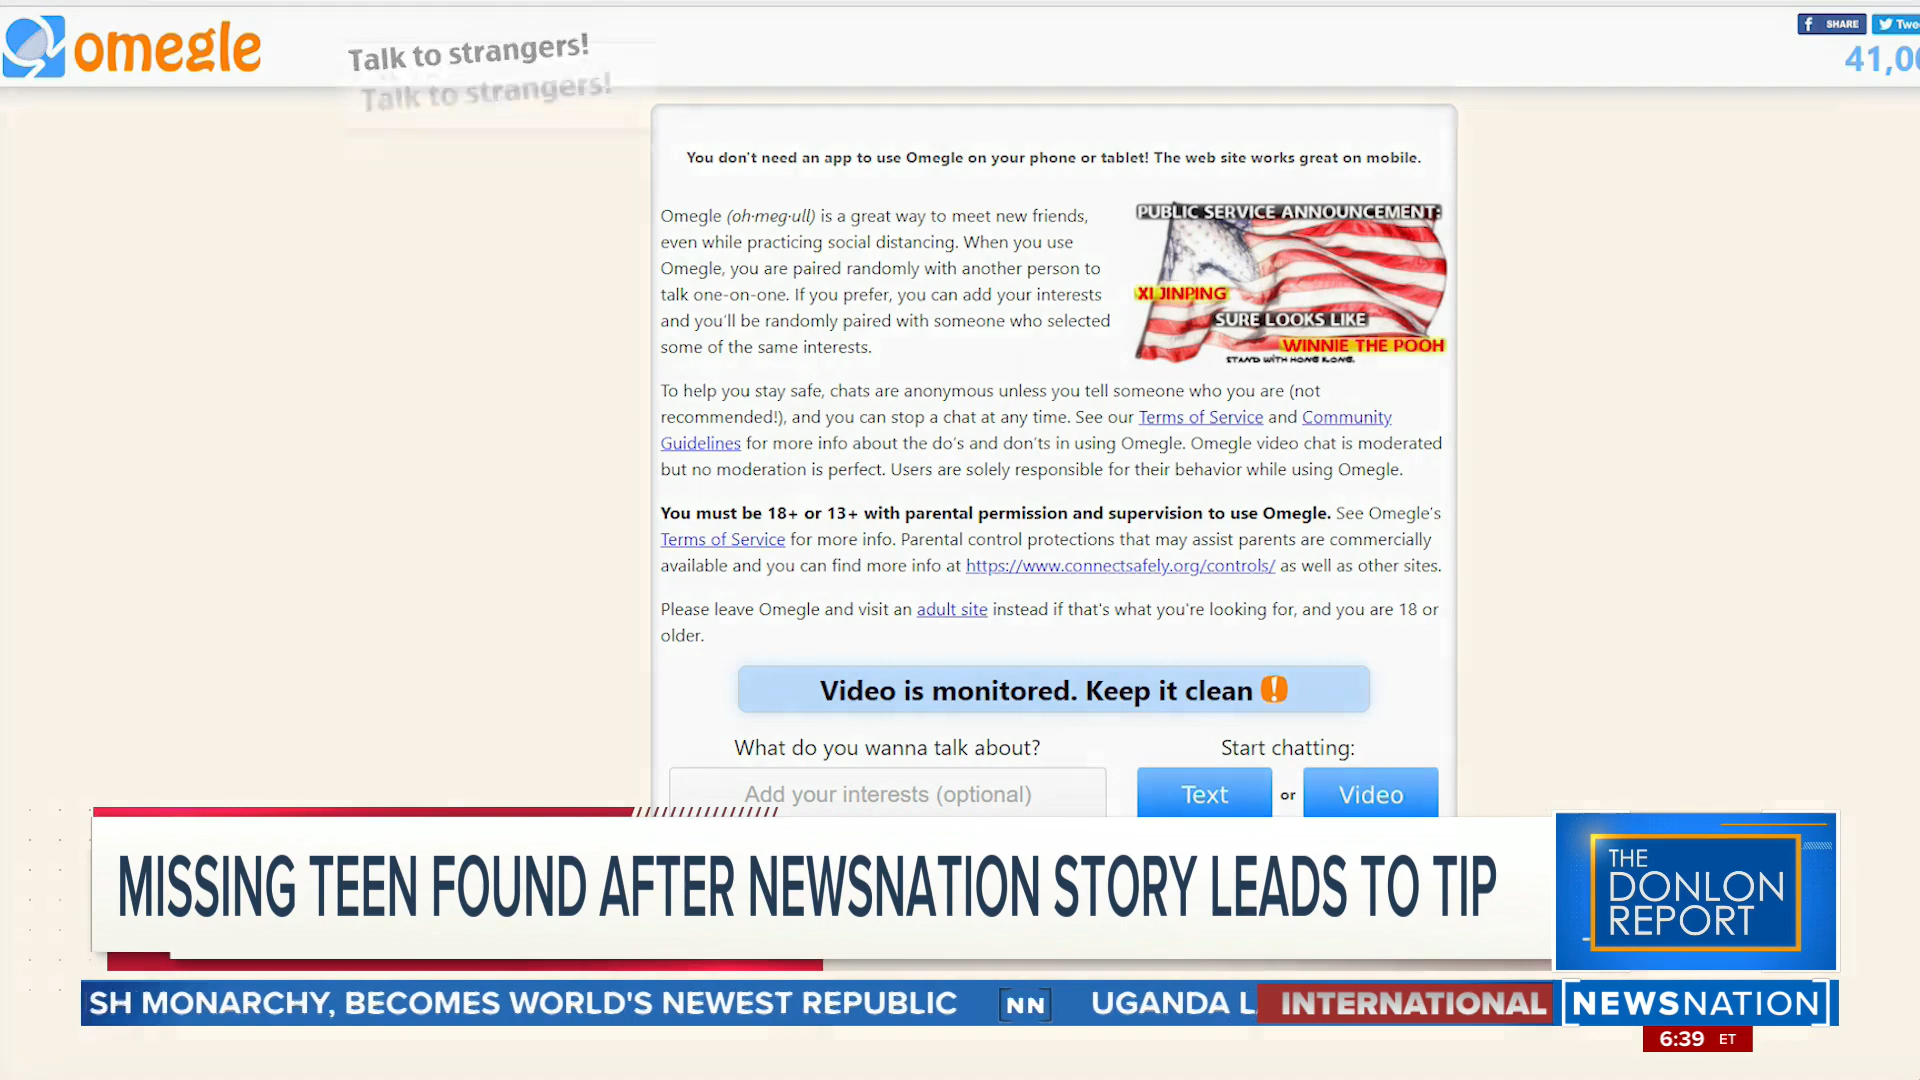 omegle
Talk to strangers!
Talk to strangers!
SHARE
41,0
You don't need an app to use Omegle on your phone or tablet! The web site works great on mobile.
Omegle (oh·meg·ull) is a great way to meet new friends,
even while practicing social distancing. When you use
Omegle, you are paired randomly with another person to
talk one-on-one. If you prefer, you can add your interests
and you'll be randomly paired with someone who selected
some of the same interests.
PUBLIC SERVICE ANNOUNCEMENT:
XI JINPING
SURE LOOKS LIKE
WINNIE THE POOH
STAND WITH HONG KONG.
To help you stay safe, chats are anonymous unless you tell someone who you are (not
recommended!), and you can stop a chat at any time. See our Terms of Service and Community
Guidelines for more info about the do's and don'ts in using Omegle. Omegle video chat is moderated
but no moderation is perfect. Users are solely responsible for their behavior while using Omegle.
You must be 18+ or 13+ with parental permission and supervision to use Omegle. See Omegle's
Terms of Service for more info. Parental control protections that may assist parents are commercially
available and you can find more info at https://www.connectsafely.org/controls/ as well as other sites.
Please leave Omegle and visit an adult site instead if that's what you're looking for, and you are 18 or
older.
Video is monitored. Keep it clean
What do you wanna talk about?
Start chatting:
Add your interests (optional)
Text or Video
MISSING TEEN FOUND AFTER NEWSNATION STORY LEADS TO TIP
THE
DONLON
REPORT
SH MONARCHY, BECOMES WORLD'S NEWEST REPUBLIC NN UGANDA L INTERNATIONAL NEWSNATION
6:39 ET